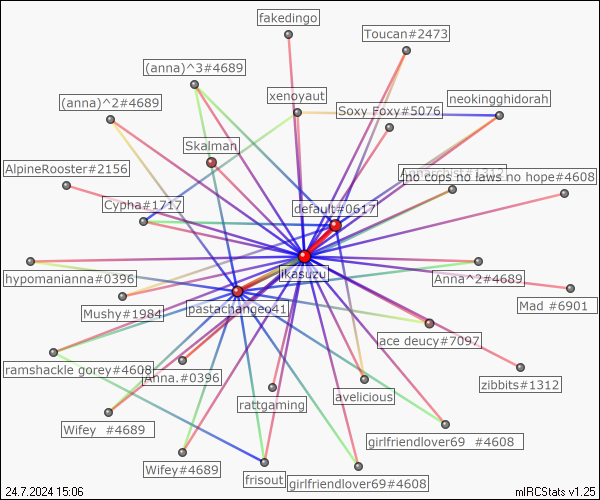 fakedingo
Toucan#2473
(anna)^3#4689
xenoyaut
neokingghidorah
(anna)^2#4689
Soxy Foxy#5076
Skalman
AlpineRooster#2156
no cops no laws no hope#4608
Cypha#1717
default#0617
ikasuzu
hypomanianna#0396
Anna^2#4689
Mushy#1984
pastachangeo41
Mad #6901
ace deucy#7097
ramshackle gorey#4608
Anna.#0396
zibbits#1312
avelicious
rattgaming
Wifey #4689
girlfriendlover69 #4608
Wifey#4689
frisout
girlfriendlover69#4608
24.7.2024 15:06
mIRCStats v1.25